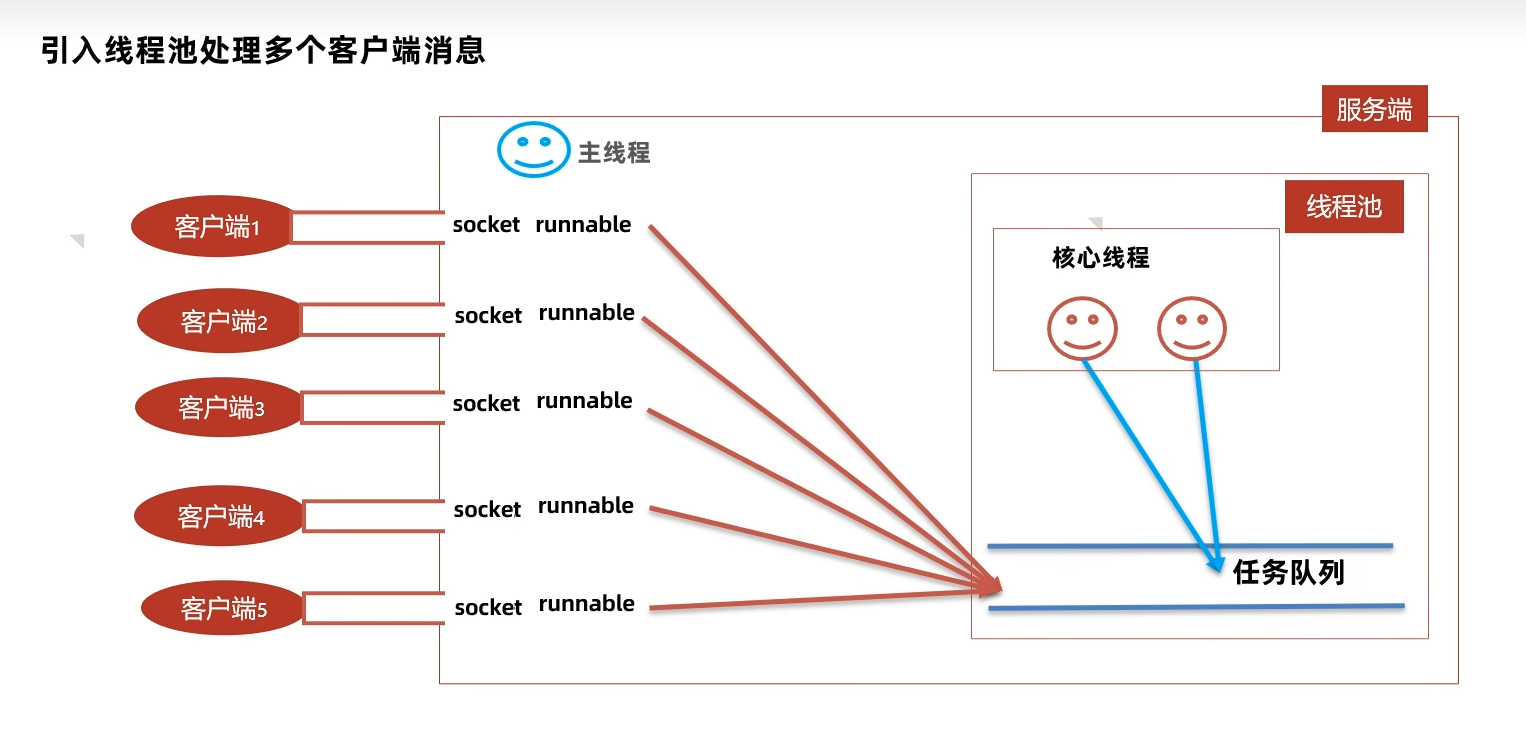 引入线程池处理多个客户端消息
服务端
主线程
线程池
客户端1 socket runnable
核心线程
客户端2 socket runnable
客户端3 socket runnable
客户端4 socket runnable
任务队列
客户端5 socket runnable